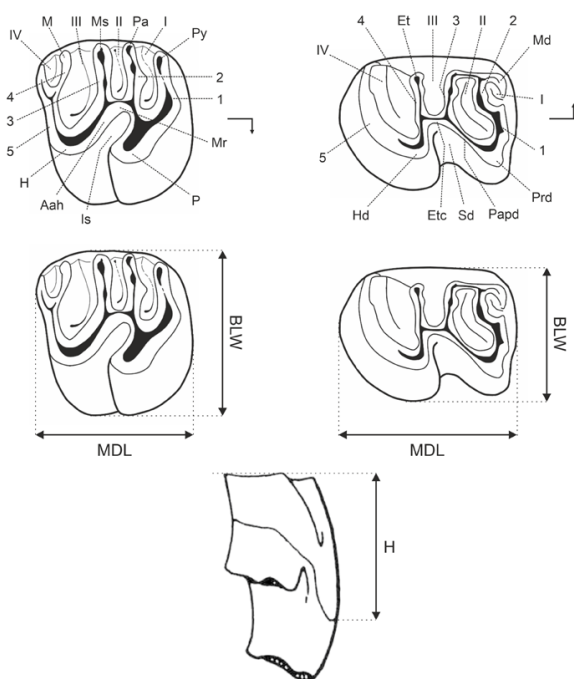 M III Ms II Pa I Py
IV
4
3
5
H
Aah
Is
2
1
Mr
P
4 Et III 3 II 2 Md
IV
I
5
1
Prd
Hd Etc Sd Papd
BLW
MDL
BLW
MDL
H